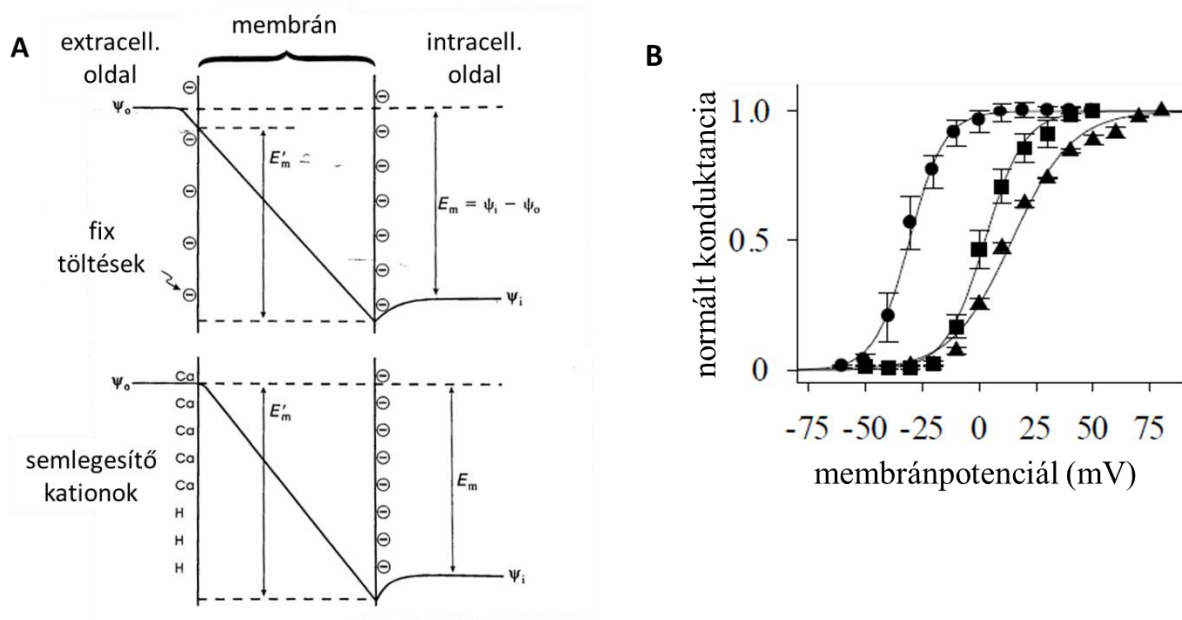 A
extracell.
oldal
membrán
intracell.
oldal
ψo
E′m
Em = ψi − ψo
fix
töltések
ψi
ψo
Ca
Ca
Ca
Ca
Ca
H
H
H
E′m
Em
semlegesítő
kationok
ψi
B
normált konduktancia
1.0
0.5
0
-75 -50 -25 0 25 50 75
membránpotenciál (mV)